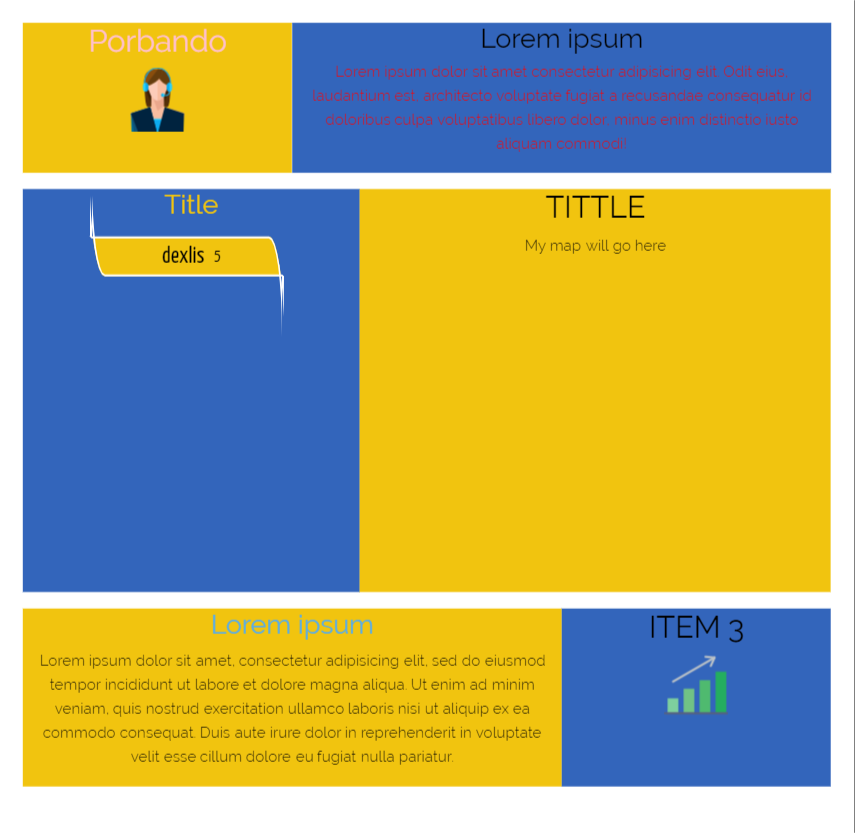 Porbando
Lorem ipsum
Lorem ipsum dolor sit amet consectetur adipisicing elit. Odit eius,
laudantium est, architecto voluptate fugiat a recusandae consequatur id
doloribus culpa voluptatibus libero dolor, minus enim distinctio iusto
aliquam commodi!
Title
dexlis 5
TITTLE
My map will go here
Lorem ipsum
Lorem ipsum dolor sit amet, consectetur adipisicing elit, sed do eiusmod
tempor incididunt ut labore et dolore magna aliqua. Ut enim ad minim
veniam, quis nostrud exercitation ullamco laboris nisi ut aliquip ex ea
commodo consequat. Duis aute irure dolor in reprehenderit in voluptate
velit esse cillum dolore eu fugiat nulla pariatur.
ITEM 3